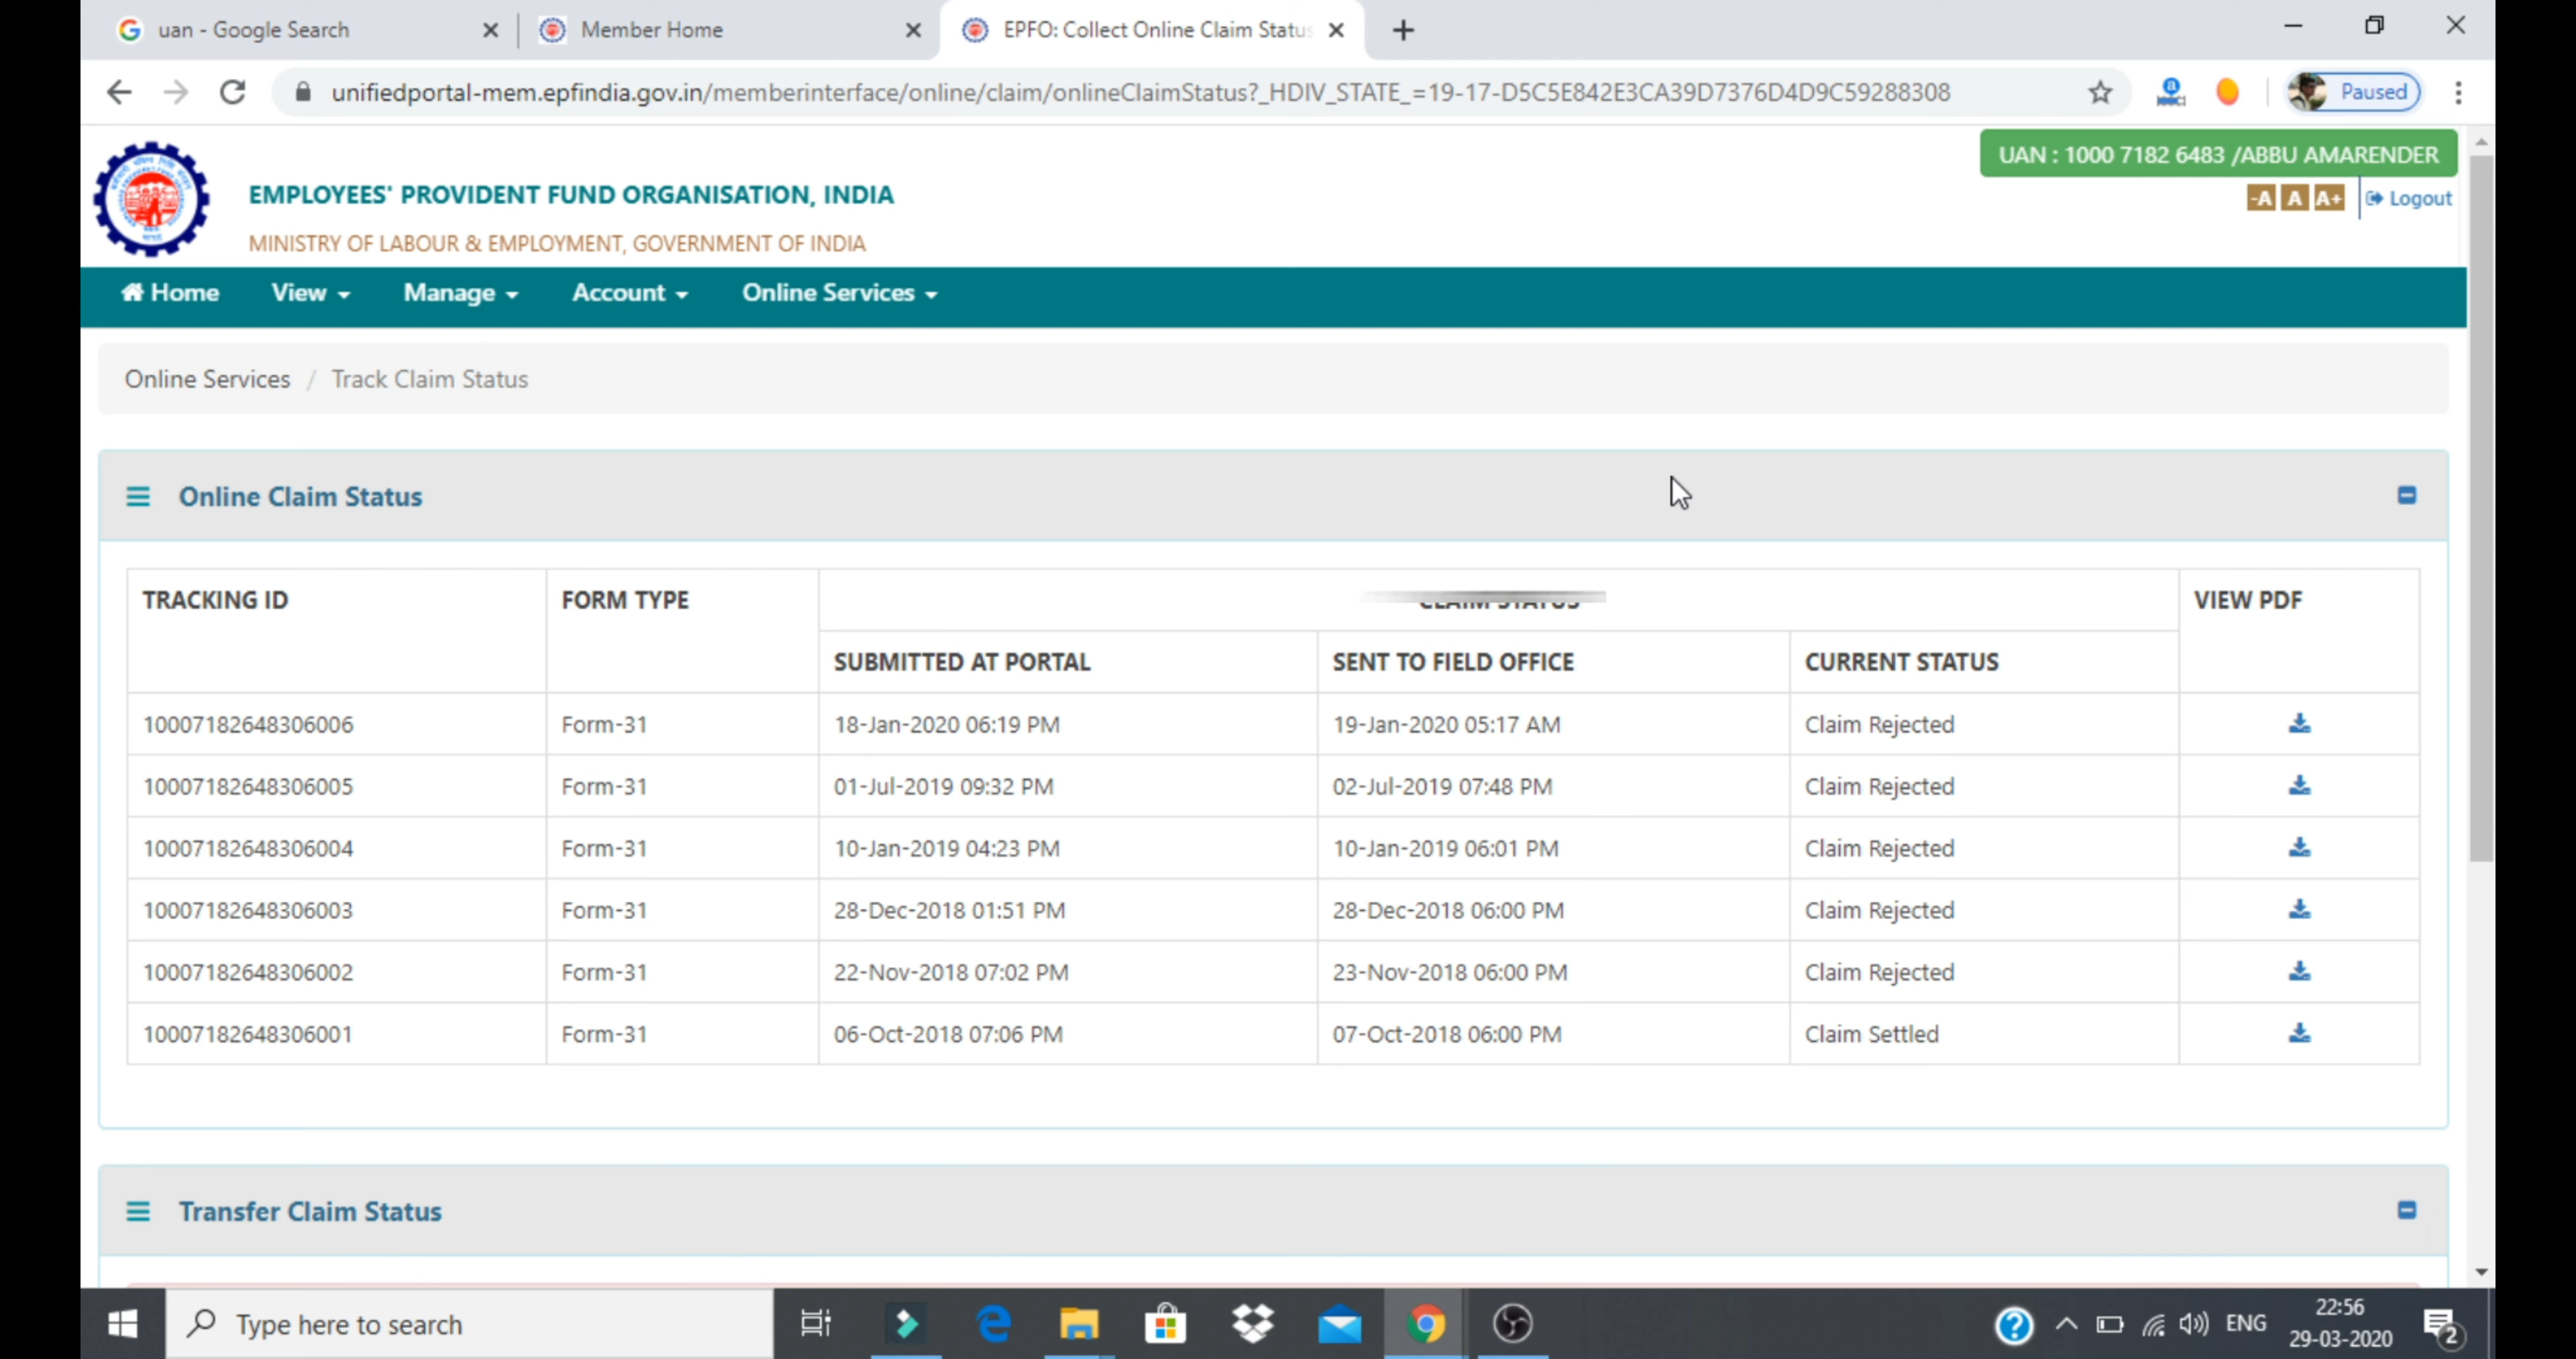 uan - Google Search
Member Home
EPFO: Collect Online Claim Status
unifiedportal-mem.epfindia.gov.in/memberinterface/online/claim/onlineClaimStatus?_HDIV_STATE_=19-17-D5C5E842E3CA39D7376D4D9C59288308
Paused
UAN : 1000 7182 6483 /ABBU AMARENDER
EMPLOYEES' PROVIDENT FUND ORGANISATION, INDIA
-A A A+ Logout
MINISTRY OF LABOUR & EMPLOYMENT, GOVERNMENT OF INDIA
Home View Manage Account Online Services
Online Services / Track Claim Status
Online Claim Status
TRACKING ID FORM TYPE CLAIM STATUS VIEW PDF
SUBMITTED AT PORTAL SENT TO FIELD OFFICE CURRENT STATUS
10007182648306006 Form-31 18-Jan-2020 06:19 PM 19-Jan-2020 05:17 AM Claim Rejected
10007182648306005 Form-31 01-Jul-2019 09:32 PM 02-Jul-2019 07:48 PM Claim Rejected
10007182648306004 Form-31 10-Jan-2019 04:23 PM 10-Jan-2019 06:01 PM Claim Rejected
10007182648306003 Form-31 28-Dec-2018 01:51 PM 28-Dec-2018 06:00 PM Claim Rejected
10007182648306002 Form-31 22-Nov-2018 07:02 PM 23-Nov-2018 06:00 PM Claim Rejected
10007182648306001 Form-31 06-Oct-2018 07:06 PM 07-Oct-2018 06:00 PM Claim Settled
Transfer Claim Status
Type here to search
ENG
22:56
29-03-2020
2